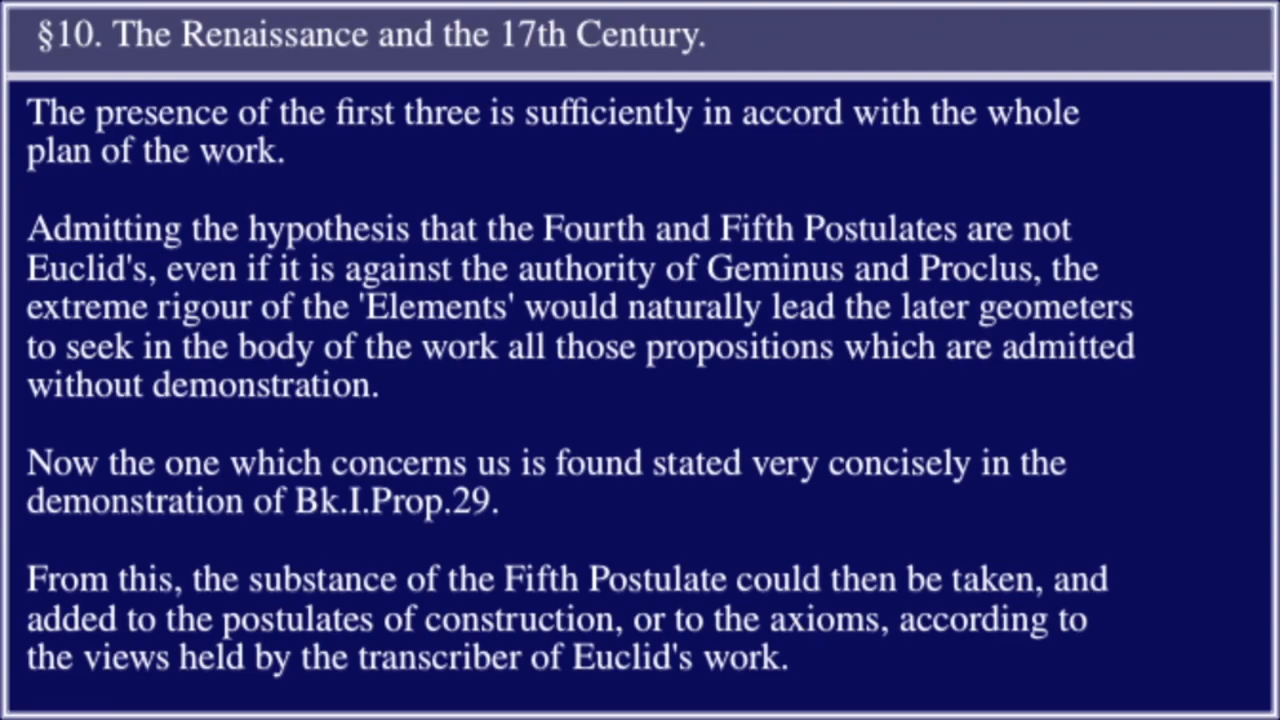 §10. The Renaissance and the 17th Century.
The presence of the first three is sufficiently in accord with the whole
plan of the work.
Admitting the hypothesis that the Fourth and Fifth Postulates are not
Euclid's, even if it is against the authority of Geminus and Proclus, the
extreme rigour of the 'Elements' would naturally lead the later geometers
to seek in the body of the work all those propositions which are admitted
without demonstration.
Now the one which concerns us is found stated very concisely in the
demonstration of Bk.I.Prop.29.
From this, the substance of the Fifth Postulate could then be taken, and
added to the postulates of construction, or to the axioms, according to
the views held by the transcriber of Euclid's work.